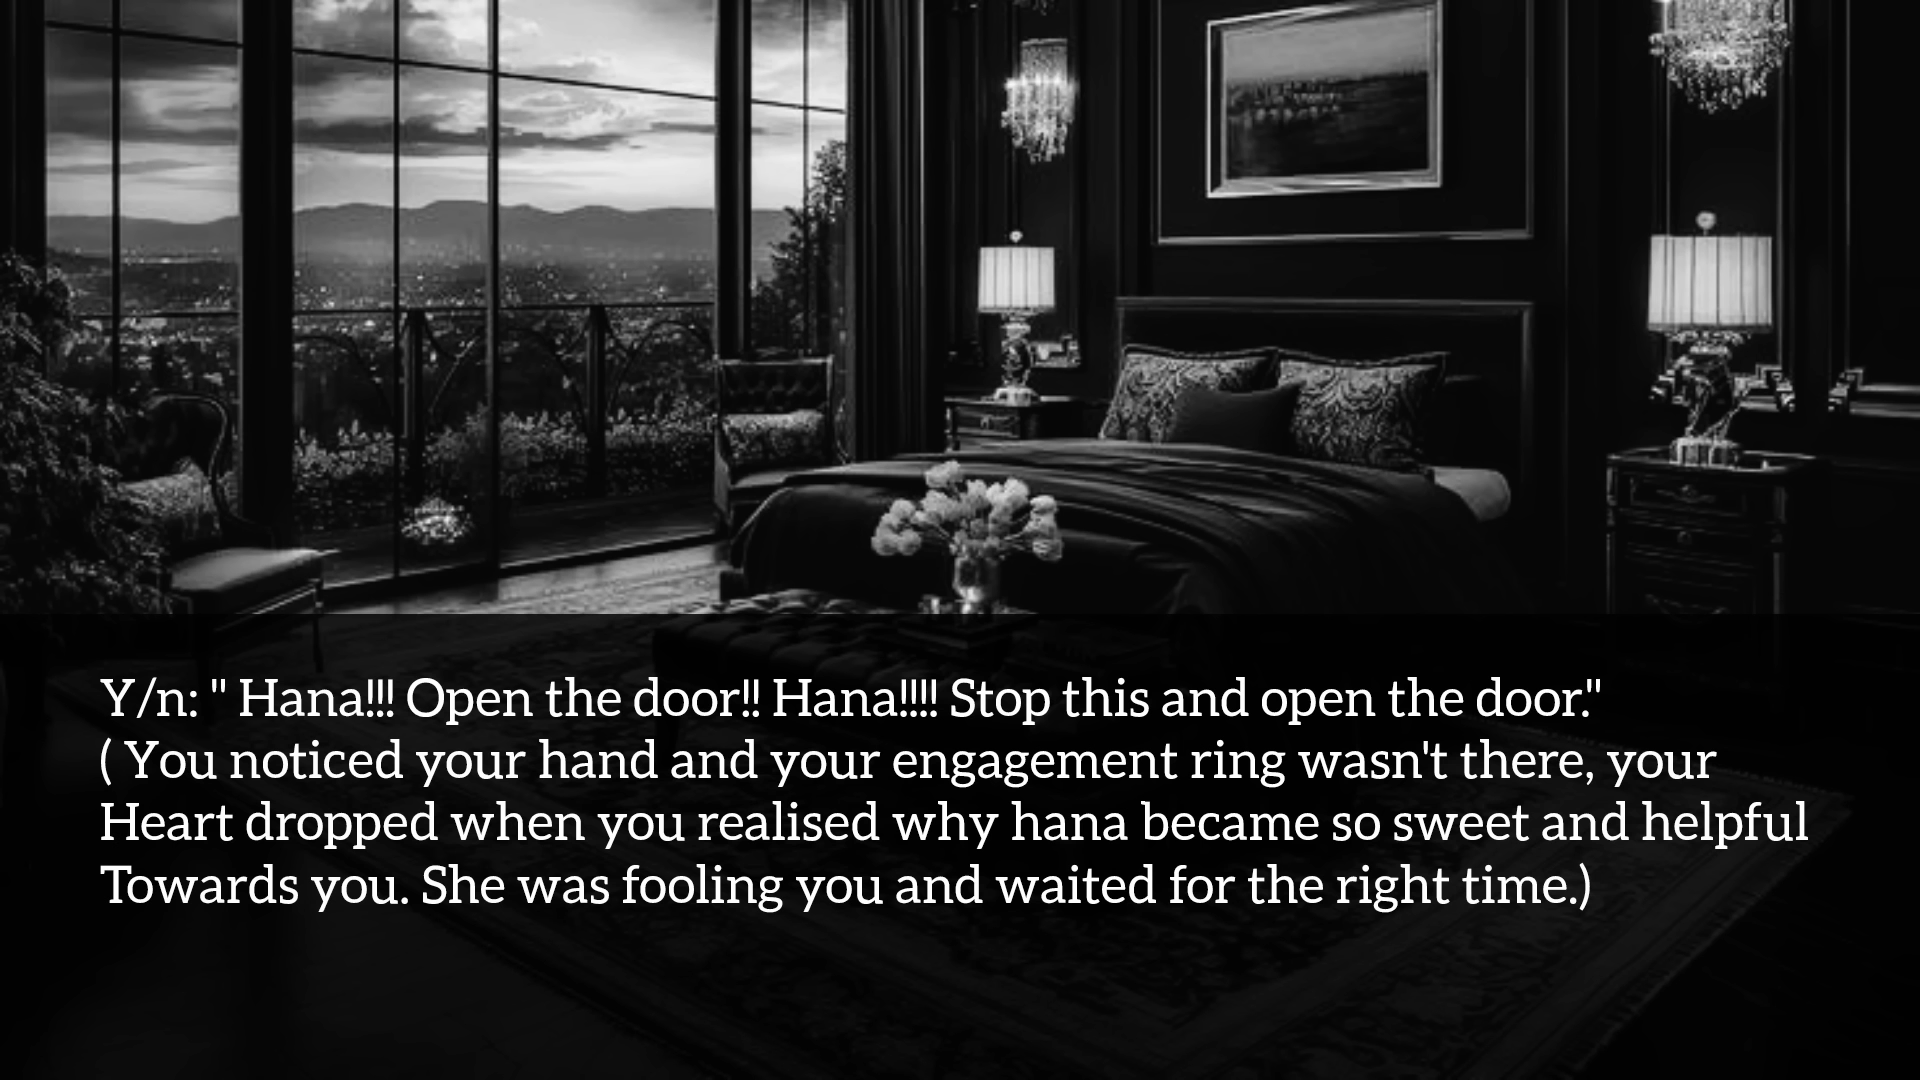 Y/n: " Hana!!! Open the door!! Hana!!!! Stop this and open the door."
( You noticed your hand and your engagement ring wasn't there, your
Heart dropped when you realised why hana became so sweet and helpful
Towards you. She was fooling you and waited for the right time.)